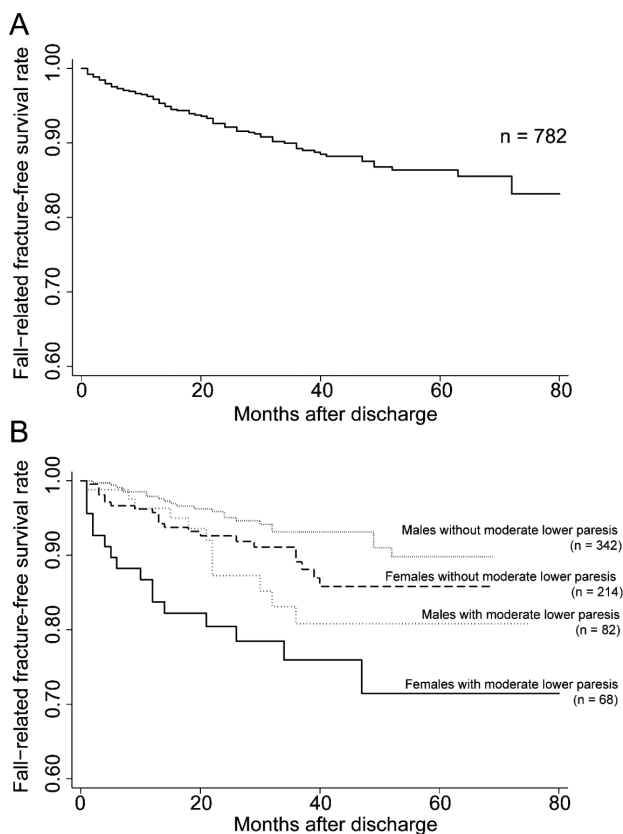 A
Fall−related fracture-free survival rate
1.00
0.90
0.80
0.70
0.60
n = 782
0
20
40
60
80
Months after discharge
B
Fall−related fracture-free survival rate
1.00
0.90
0.80
0.70
0.60
Males without moderate lower paresis
(n = 342)
Females without moderate lower paresis
(n = 214)
Males with moderate lower paresis
(n = 82)
Females with moderate lower paresis
(n = 68)
0
20
40
60
80
Months after discharge